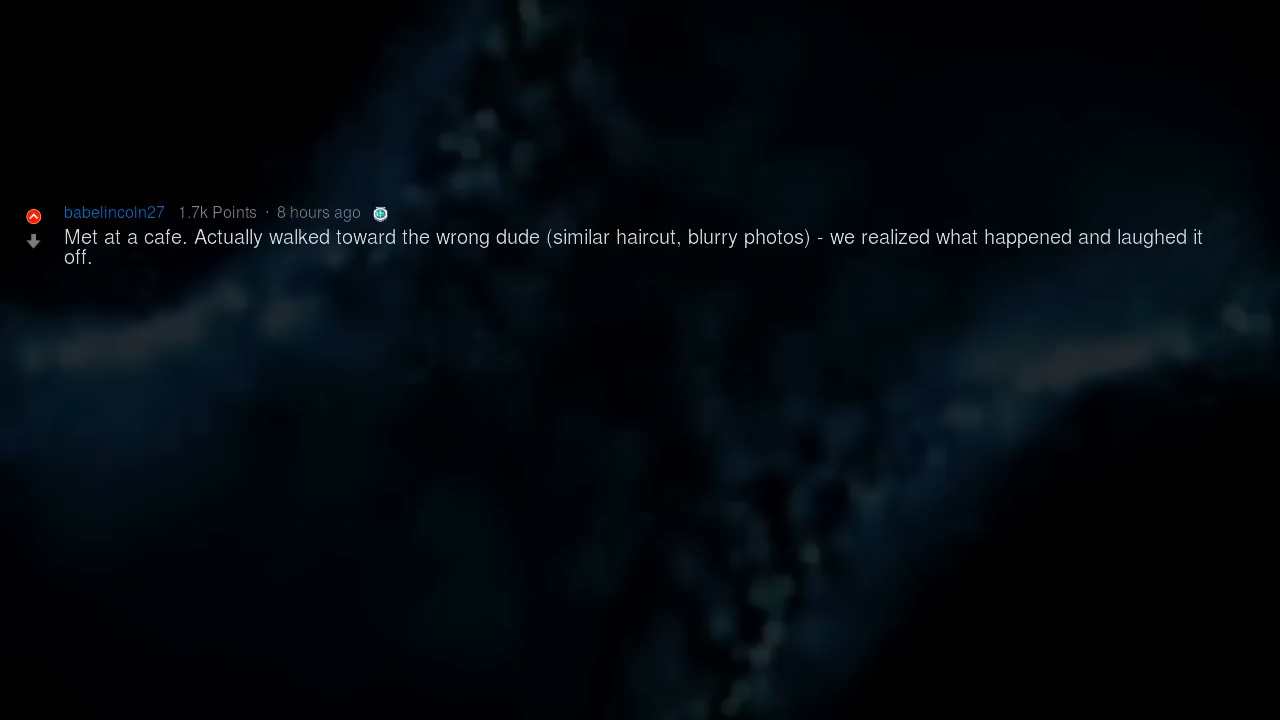 babelincoln27 1.7k Points · 8 hours ago
Met at a cafe. Actually walked toward the wrong dude (similar haircut, blurry photos) - we realized what happened and laughed it
off.